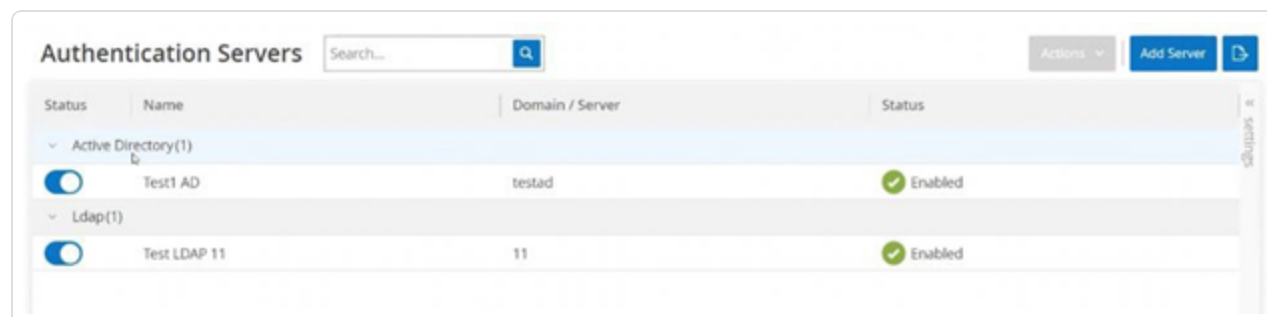 Authentication Servers Search... Actions Add Server
Status Name Domain / Server Status
settings
Active Directory(1)
Test1 AD testad Enabled
Ldap(1)
Test LDAP 11 11 Enabled